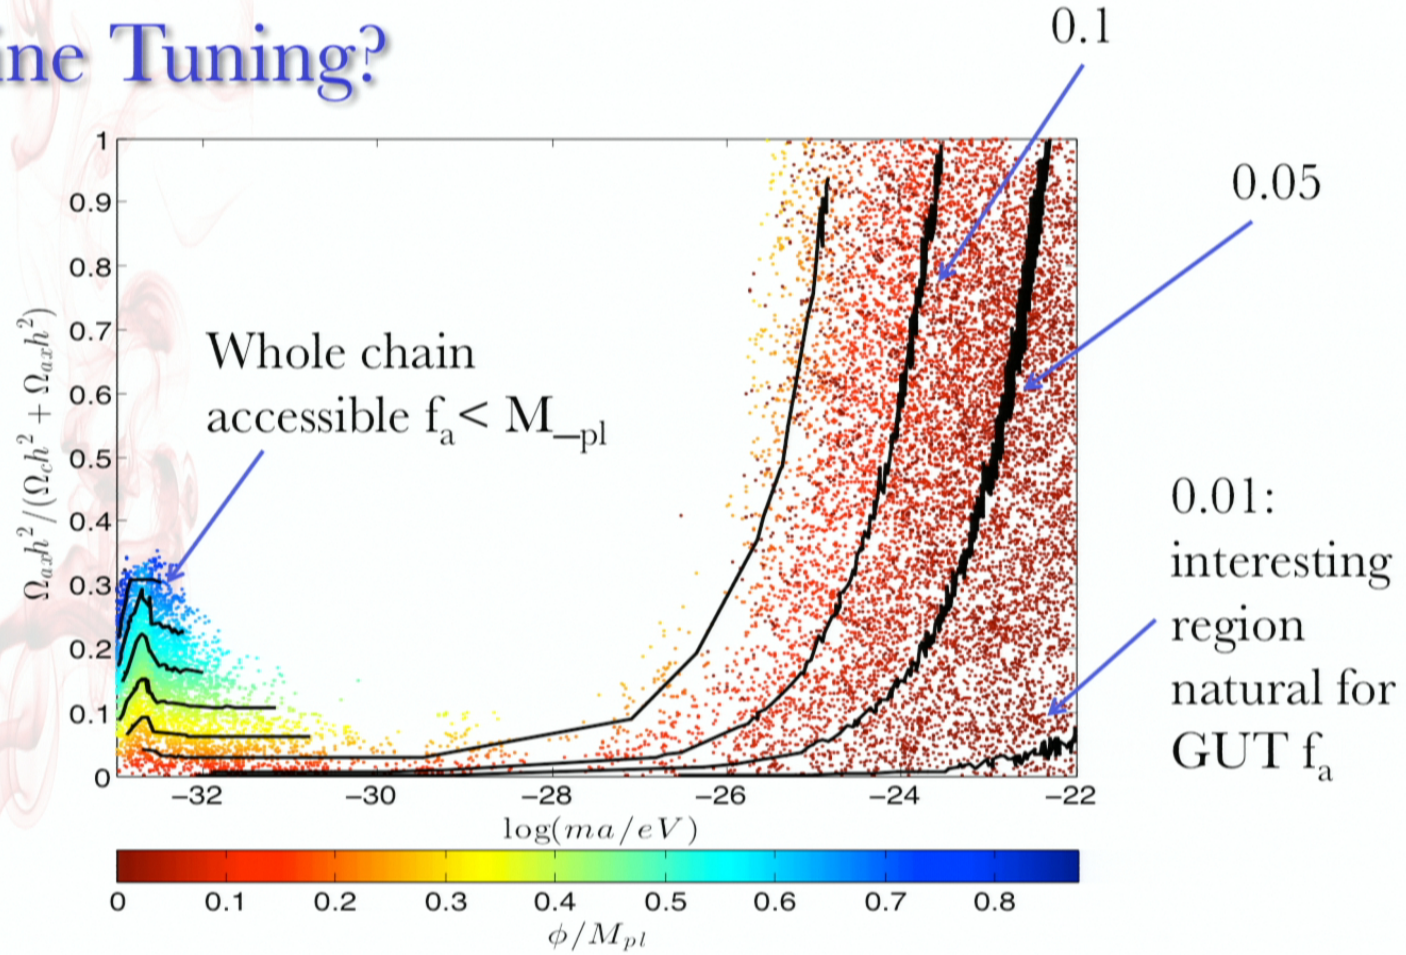 ine Tuning?
0.1
0.05
Whole chain
accessible fₐ< M_pl
0.01:
interesting
region
natural for
GUT fₐ
Ωₐₓh²/(Ω_ch² + Ωₐₓh²)
1
0.9
0.8
0.7
0.6
0.5
0.4
0.3
0.2
0.1
0
−32 −30 −28 −26 −24 −22
log(ma/eV)
0 0.1 0.2 0.3 0.4 0.5 0.6 0.7 0.8
ϕ/M_pl